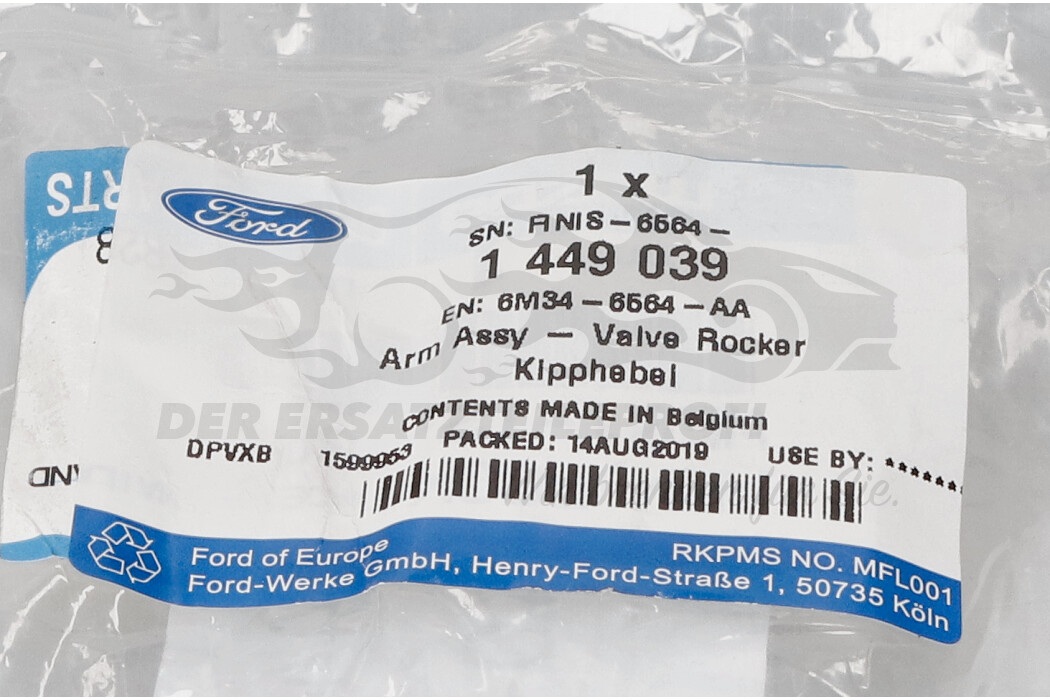 RTS
Ford
1 x
SN: FINIS-6564-
1 449 039
EN: 6M34-6564-AA
Arm Assy - Valve Rocker
Kipphebel
DER ERSATZTEILEPROFI
CONTENTS MADE IN Belgium
PACKED: 14AUG2019
USE BY: *******
DPVXB
1599953
Ford of Europe
RKPMS NO. MFL001
Ford-Werke GmbH, Henry-Ford-Straße 1, 50735 Köln